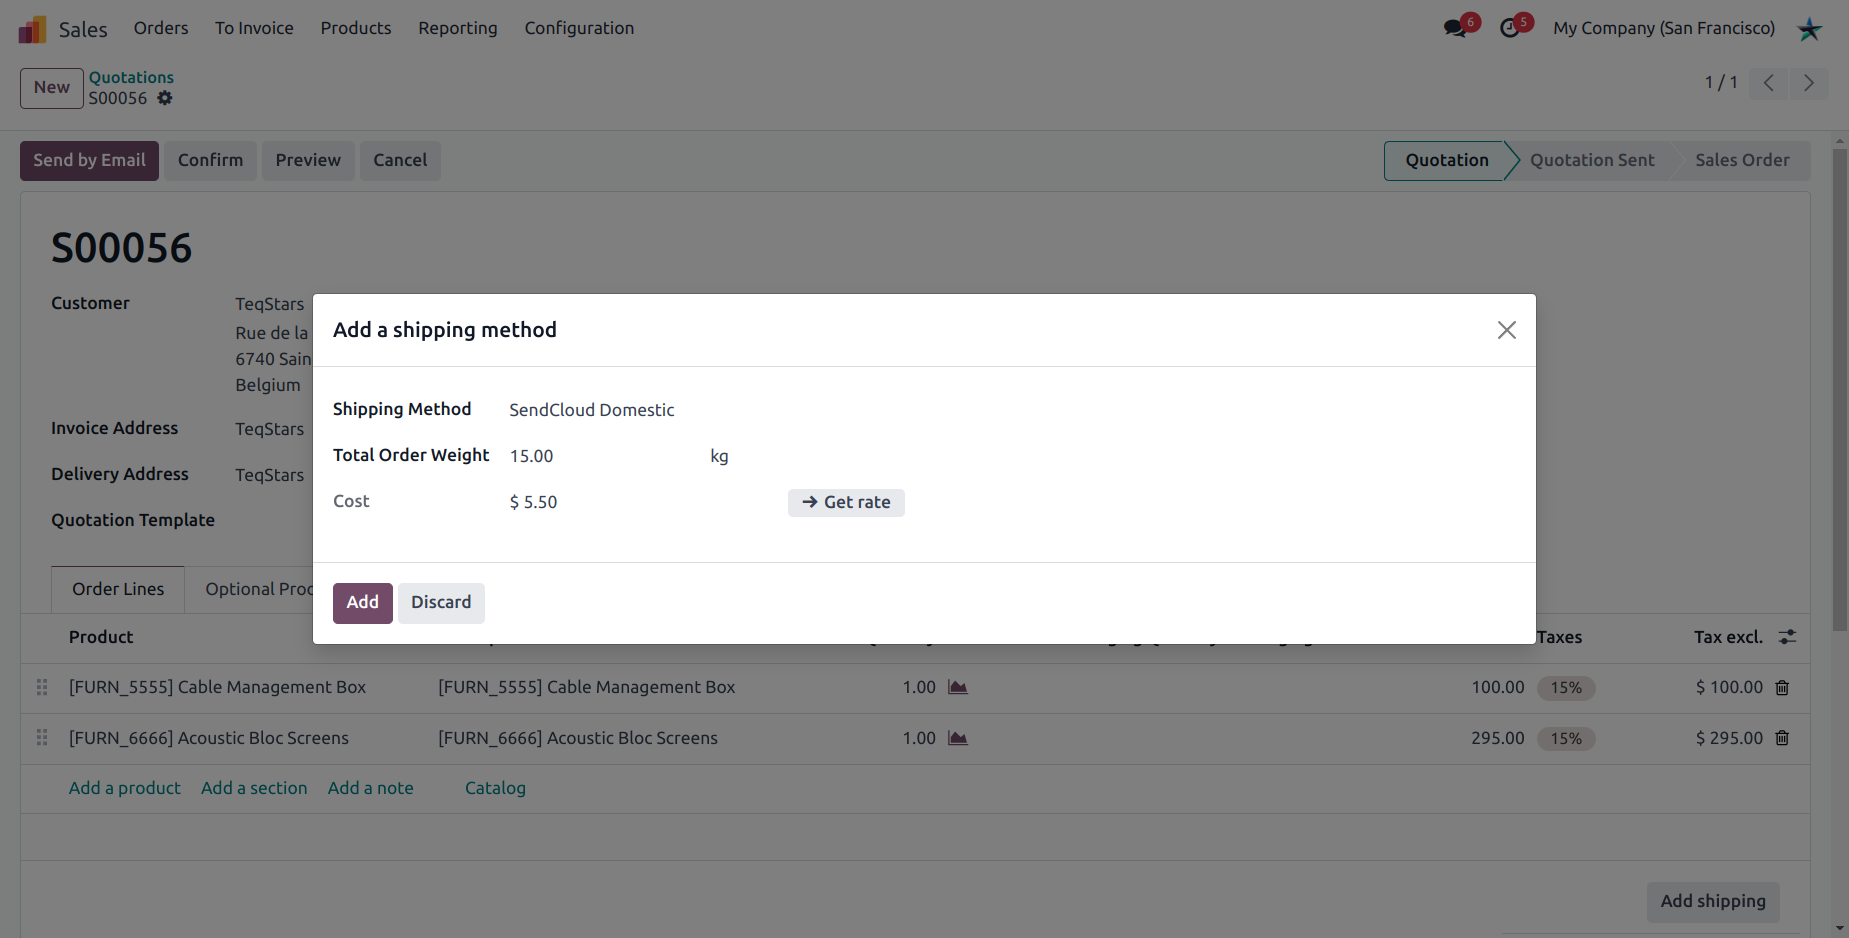 Sales Orders To Invoice Products Reporting Configuration 6 5 My Company (San Francisco)
New Quotations
S00056
1 / 1
Send by Email Confirm Preview Cancel Quotation Quotation Sent Sales Order
S00056
Customer TeqStars
Rue de la
6740 Sain
Belgium
Invoice Address TeqStars
Delivery Address TeqStars
Quotation Template
Add a shipping method
Shipping Method SendCloud Domestic
Total Order Weight 15.00 kg
Cost $ 5.50 Get rate
Add Discard
Order Lines Optional Proc
Product Taxes Tax excl.
[FURN_5555] Cable Management Box [FURN_5555] Cable Management Box 1.00 100.00 15% $ 100.00
[FURN_6666] Acoustic Bloc Screens [FURN_6666] Acoustic Bloc Screens 1.00 295.00 15% $ 295.00
Add a product Add a section Add a note Catalog
Add shipping